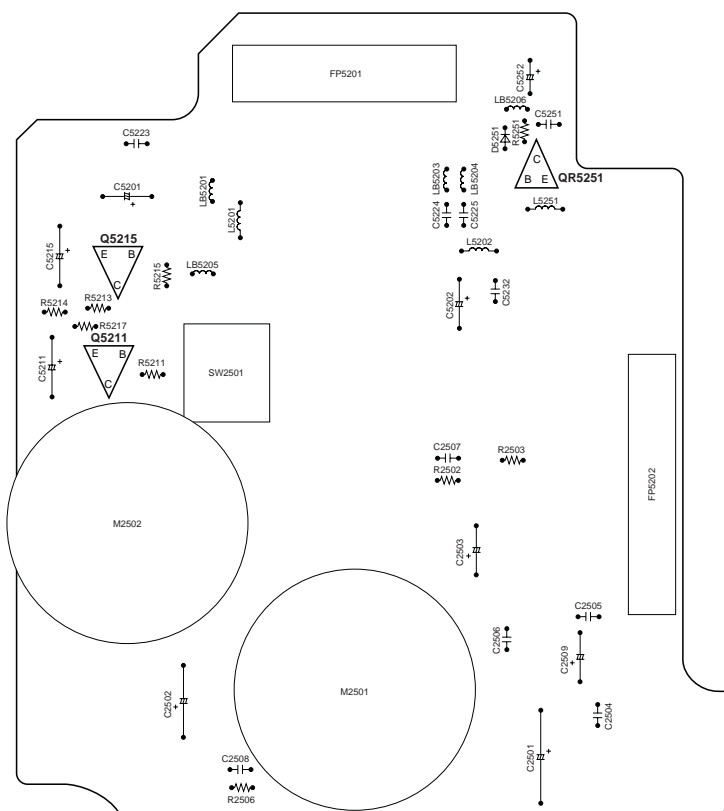 FP5201
C5252
+
LB5206
C5251
D5251
R5251
C5223
C
B E
QR5251
LB5201
LB5203
LB5204
C5201
+
L5201
C5224
C5225
L5251
C5215
+
Q5215
E B
C
R5215
LB5205
L5202
C5202
+
C5232
R5213
R5214
R5217
Q5211
E B
C
C5211
+
R5211
SW2501
C2507
R2502
R2503
FP5202
M2502
C2503
+
C2505
C2506
C2509
+
C2502
+
M2501
C2504
C2501
+
C2508
R2506